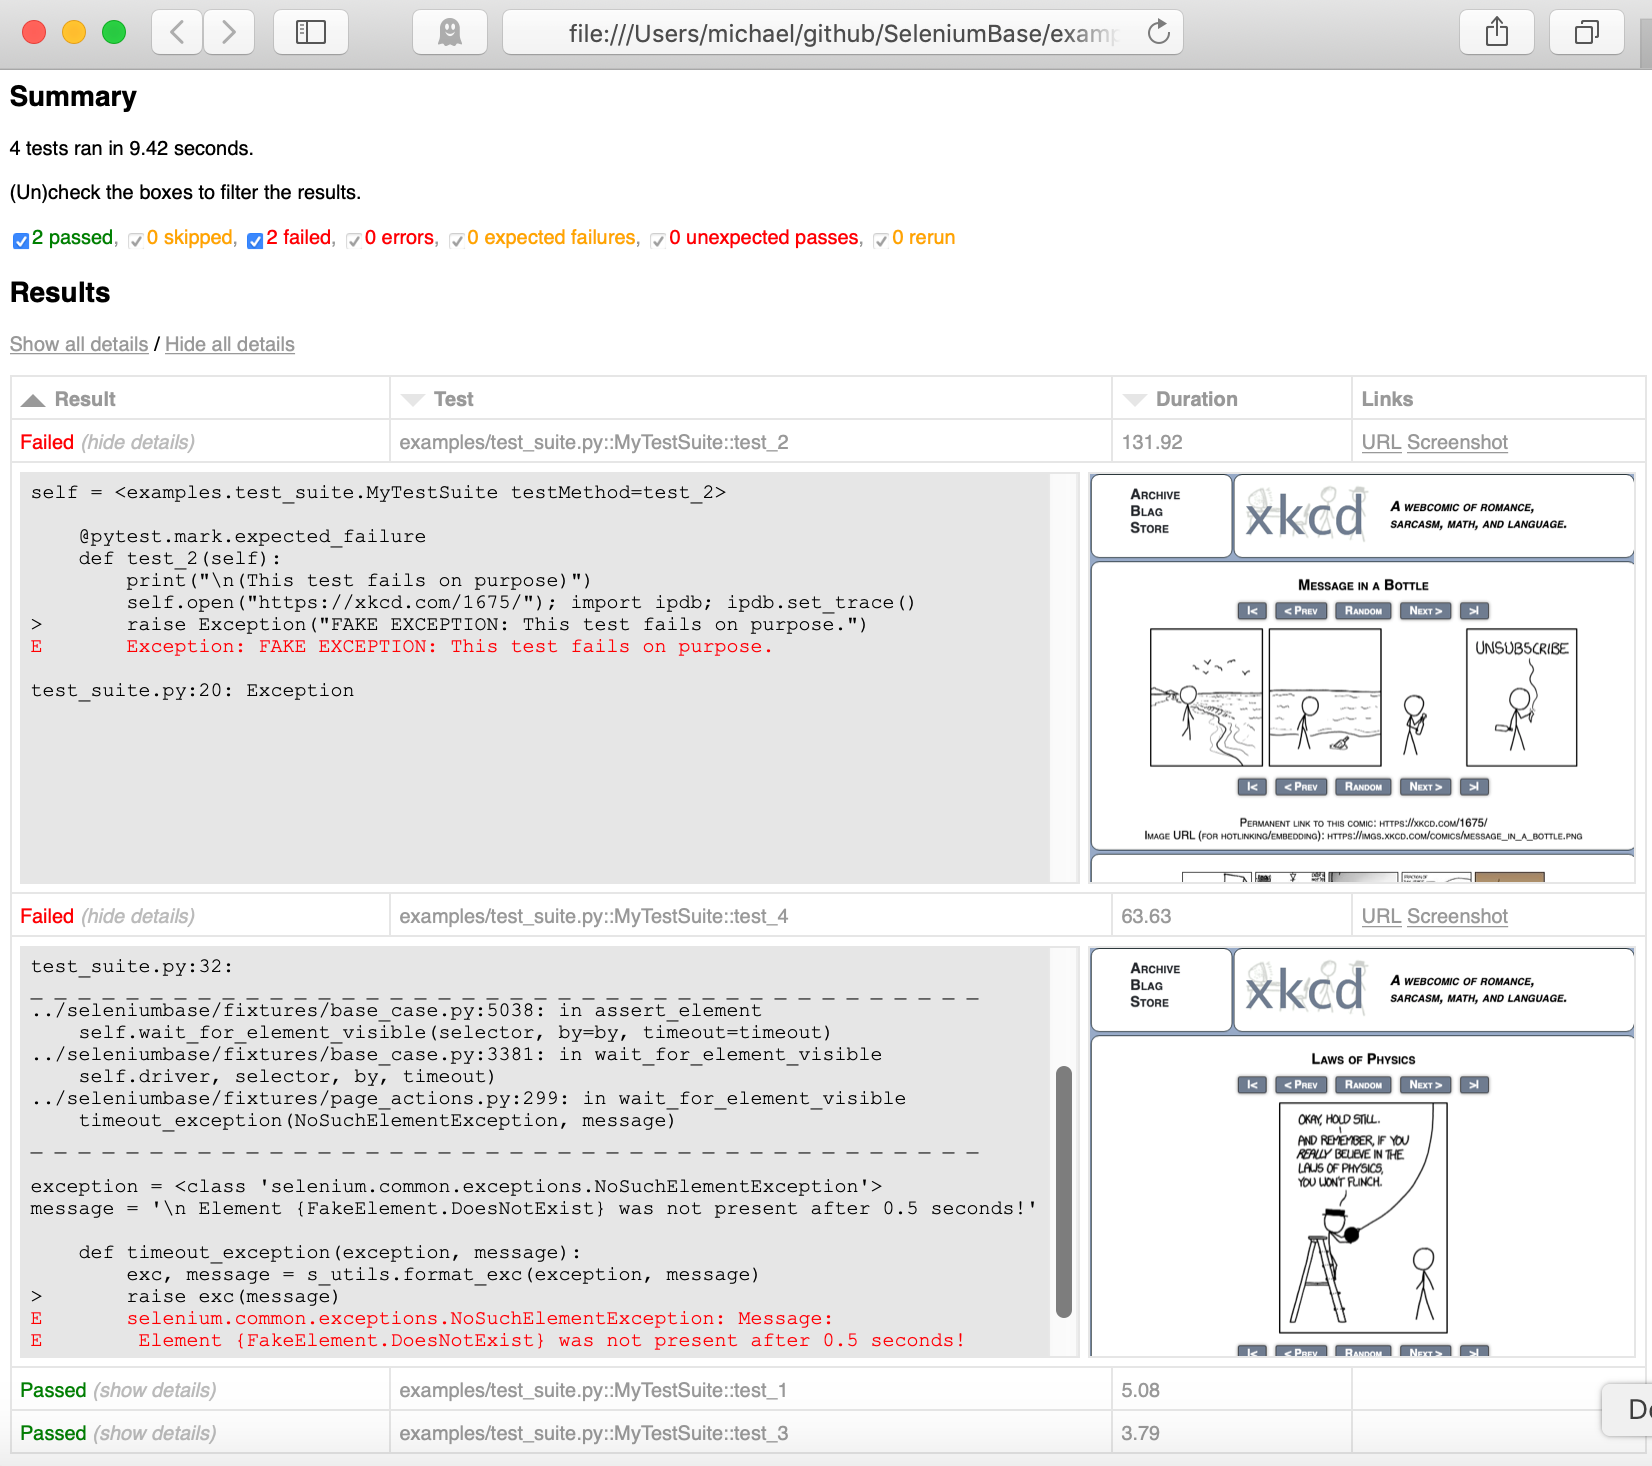 file:///Users/michael/github/SeleniumBase/examp
Summary
4 tests ran in 9.42 seconds.
(Un)check the boxes to filter the results.
2 passed, 0 skipped, 2 failed, 0 errors, 0 expected failures, 0 unexpected passes, 0 rerun
Results
Show all details / Hide all details
Result Test Duration Links
Failed (hide details) examples/test_suite.py::MyTestSuite::test_2 131.92 URL Screenshot
self = <examples.test_suite.MyTestSuite testMethod=test_2>
@pytest.mark.expected_failure
def test_2(self):
print("\n(This test fails on purpose)")
self.open("https://xkcd.com/1675/"); import ipdb; ipdb.set_trace()
> raise Exception("FAKE EXCEPTION: This test fails on purpose.")
E Exception: FAKE EXCEPTION: This test fails on purpose.
test_suite.py:20: Exception
Archive
Blag
Store
xkcd
A webcomic of romance,
sarcasm, math, and language.
Message in a Bottle
|< < Prev Random Next > >|
UNSUBSCRIBE
|< < Prev Random Next > >|
Permanent link to this comic: https://xkcd.com/1675/
Image URL (for hotlinking/embedding): https://imgs.xkcd.com/comics/message_in_a_bottle.png
Failed (hide details) examples/test_suite.py::MyTestSuite::test_4 63.63 URL Screenshot
test_suite.py:32:
_ _ _ _ _ _ _ _ _ _ _ _ _ _ _ _ _ _ _ _ _ _ _ _ _ _ _ _ _ _ _ _ _ _ _ _ _ _ _ _
../seleniumbase/fixtures/base_case.py:5038: in assert_element
self.wait_for_element_visible(selector, by=by, timeout=timeout)
../seleniumbase/fixtures/base_case.py:3381: in wait_for_element_visible
self.driver, selector, by, timeout)
../seleniumbase/fixtures/page_actions.py:299: in wait_for_element_visible
timeout_exception(NoSuchElementException, message)
_ _ _ _ _ _ _ _ _ _ _ _ _ _ _ _ _ _ _ _ _ _ _ _ _ _ _ _ _ _ _ _ _ _ _ _ _ _ _ _
exception = <class 'selenium.common.exceptions.NoSuchElementException'>
message = '\n Element {FakeElement.DoesNotExist} was not present after 0.5 seconds!'
def timeout_exception(exception, message):
exc, message = s_utils.format_exc(exception, message)
> raise exc(message)
E selenium.common.exceptions.NoSuchElementException: Message:
E Element {FakeElement.DoesNotExist} was not present after 0.5 seconds!
Archive
Blag
Store
xkcd
A webcomic of romance,
sarcasm, math, and language.
Laws of Physics
|< < Prev Random Next > >|
OKAY, HOLD STILL.
AND REMEMBER, IF YOU
REALLY BELIEVE IN THE
LAWS OF PHYSICS,
YOU WON'T FLINCH.
|< < Prev Random Next > >|
Passed (show details) examples/test_suite.py::MyTestSuite::test_1 5.08
Passed (show details) examples/test_suite.py::MyTestSuite::test_3 3.79